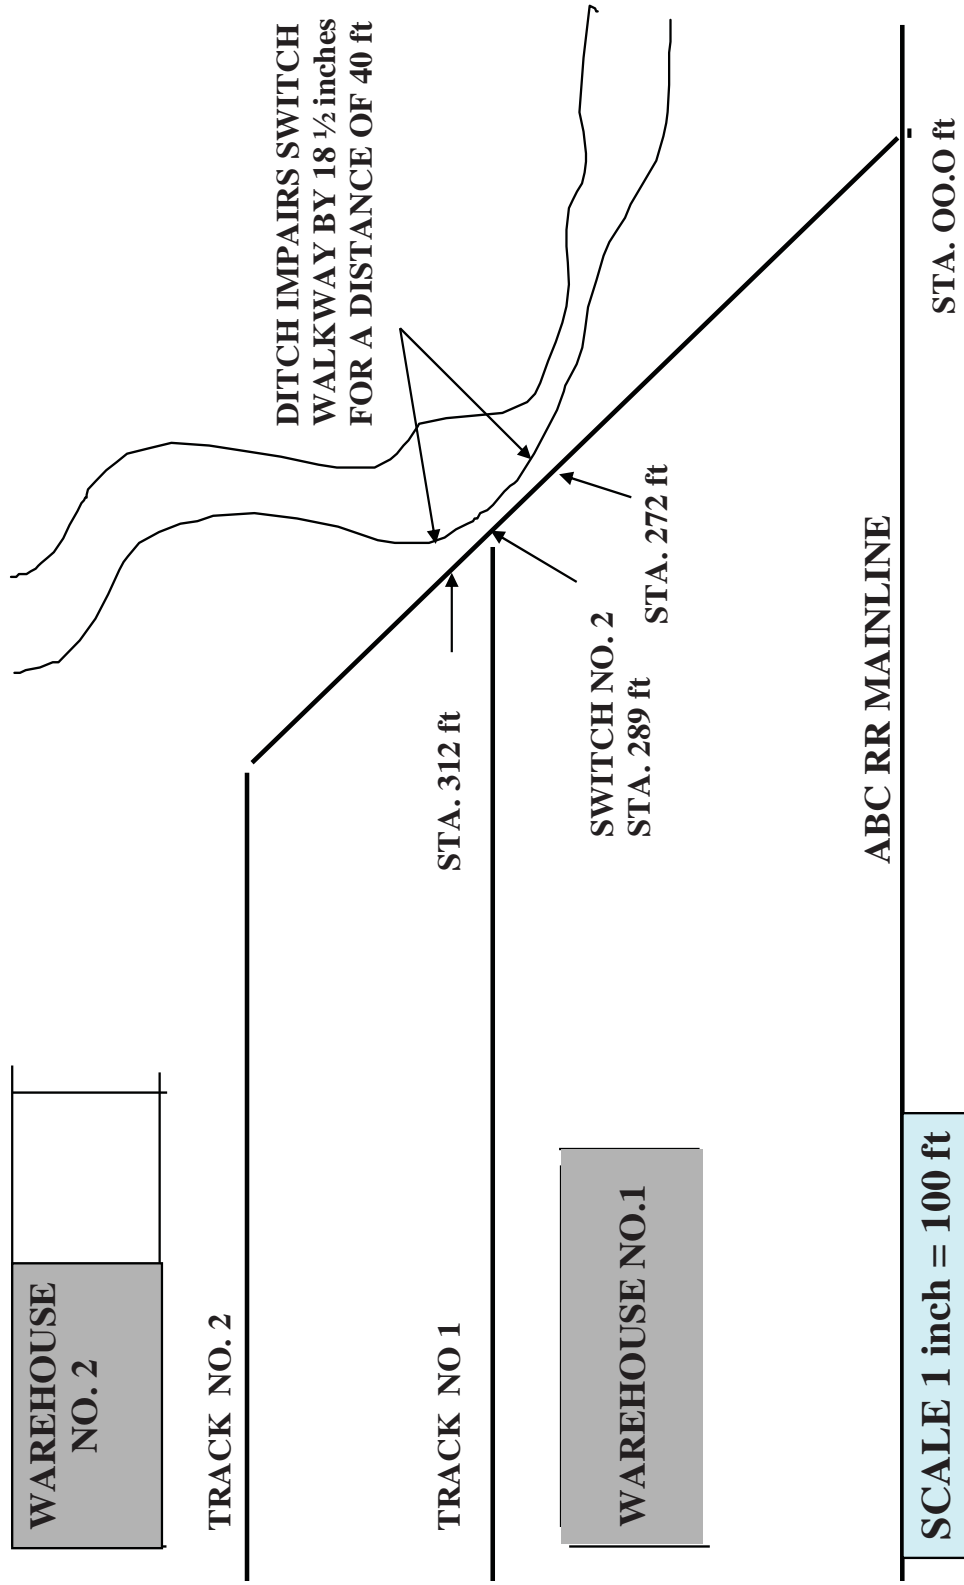 DITCH IMPAIRS SWITCH
WALKWAY BY 18 ½ inches
FOR A DISTANCE OF 40 ft
WAREHOUSE
NO. 2
TRACK NO. 2
TRACK NO 1
STA. 312 ft
SWITCH NO. 2
STA. 289 ft
STA. 272 ft
WAREHOUSE NO.1
ABC RR MAINLINE
STA. OO.O ft
SCALE 1 inch = 100 ft